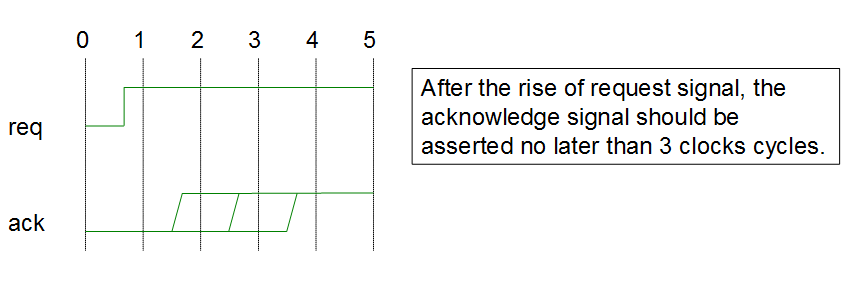 0 1 2 3 4 5
req
ack
After the rise of request signal, the
acknowledge signal should be
asserted no later than 3 clocks cycles.